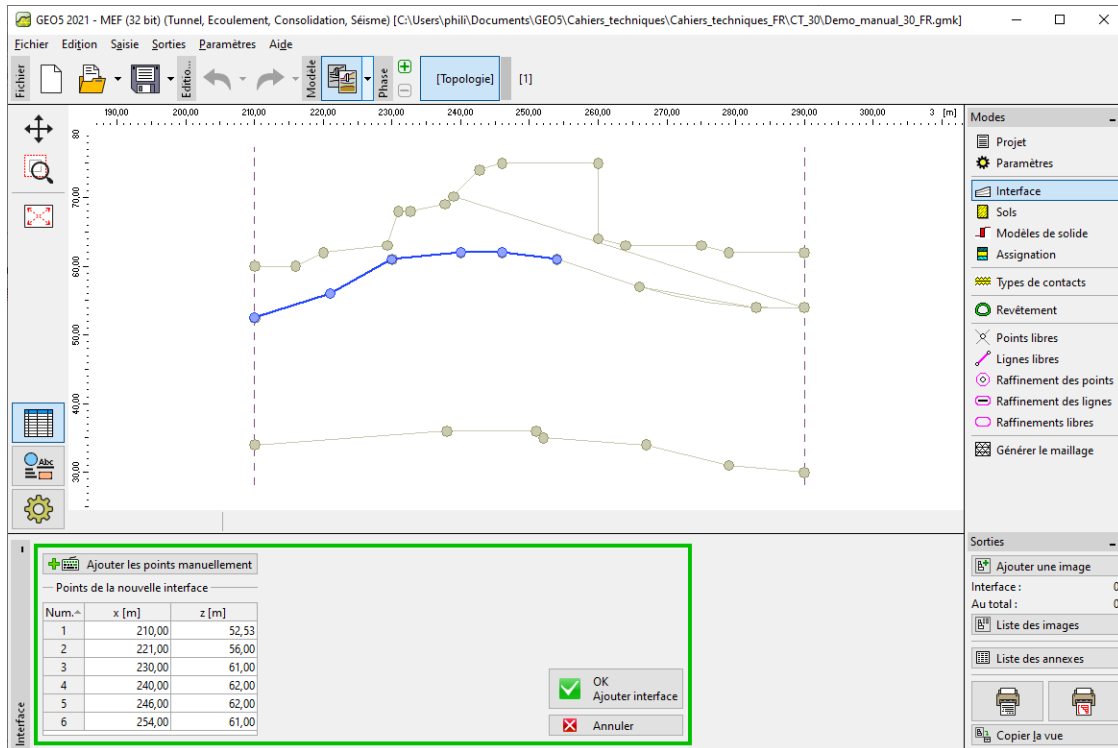 GEO5 2021 - MEF (32 bit) (Tunnel, Ecoulement, Consolidation, Séisme) [C:\Users\phili\Documents\GEO5\Cahiers_techniques\Cahiers_techniques_FR\CT_30\Demo_manual_30_FR.gmk]
Fichier Edition Saisie Sorties Paramètres Aide
Fichier
Editio...
Modèle
Phase
[Topologie] [1]
190,00 200,00 210,00 220,00 230,00 240,00 250,00 260,00 270,00 280,00 290,00 300,00 3 [m]
80
70,00
60,00
50,00
40,00
30,00
Abc
Modes
Projet
Paramètres
Interface
Sols
Modèles de solide
Assignation
Types de contacts
Revêtement
Points libres
Lignes libres
Raffinement des points
Raffinement des lignes
Raffinements libres
Générer le maillage
Interface
Ajouter les points manuellement
Points de la nouvelle interface
Num. x [m] z [m]
1 210,00 52,53
2 221,00 56,00
3 230,00 61,00
4 240,00 62,00
5 246,00 62,00
6 254,00 61,00
OK
Ajouter interface
Annuler
Sorties
Ajouter une image
Interface : 0
Au total : 0
Liste des images
Liste des annexes
Copier la vue